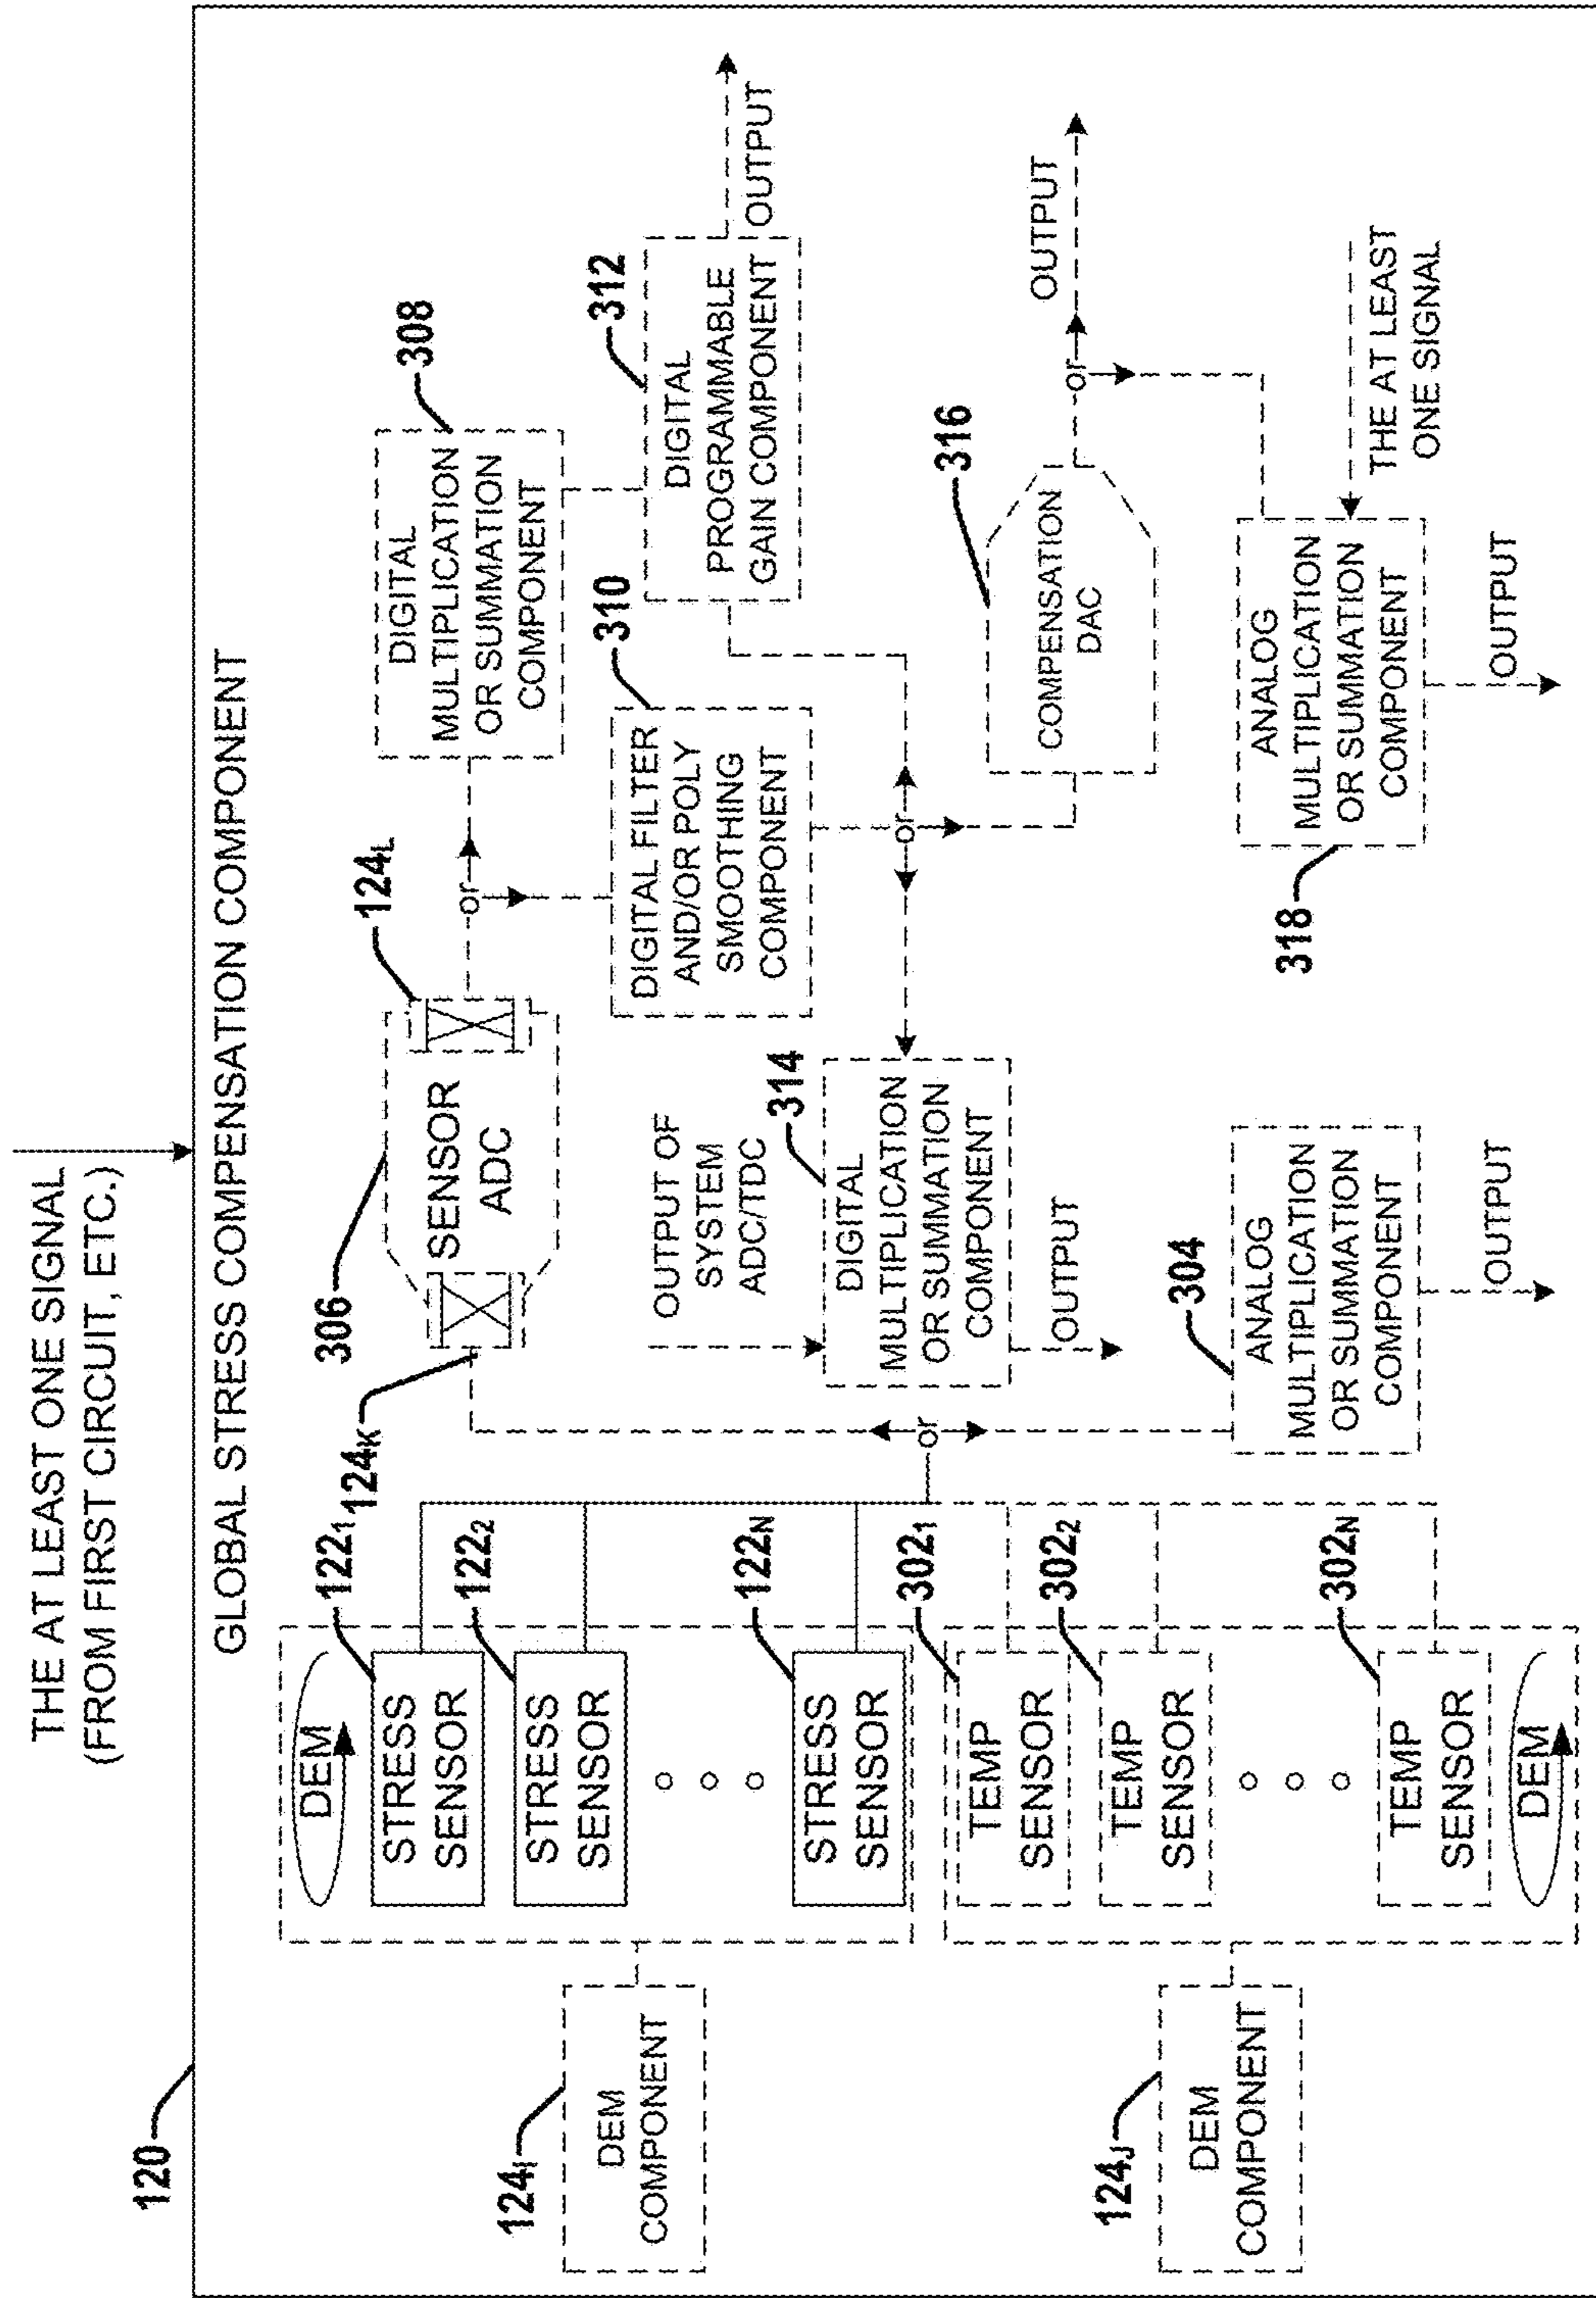 THE AT LEAST ONE SIGNAL
(FROM FIRST CIRCUIT, ETC.)
120
GLOBAL STRESS COMPENSATION COMPONENT
124I
DEM
COMPONENT
124J
DEM
COMPONENT
DEM
STRESS
SENSOR
122₁
STRESS
SENSOR
122₂
STRESS
SENSOR
122N
TEMP
SENSOR
302₁
TEMP
SENSOR
302₂
TEMP
SENSOR
302N
DEM
or
124K
306
SENSOR
ADC
124L
or
308
DIGITAL
MULTIPLICATION
OR SUMMATION
COMPONENT
310
DIGITAL FILTER
AND/OR POLY
SMOOTHING
COMPONENT
312
DIGITAL
PROGRAMMABLE
GAIN COMPONENT
OUTPUT
OUTPUT OF
SYSTEM
ADC/TDC
314
DIGITAL
MULTIPLICATION
OR SUMMATION
COMPONENT
OUTPUT
or
316
COMPENSATION
DAC
or
OUTPUT
304
ANALOG
MULTIPLICATION
OR SUMMATION
COMPONENT
OUTPUT
318
ANALOG
MULTIPLICATION
OR SUMMATION
COMPONENT
THE AT LEAST
ONE SIGNAL
OUTPUT